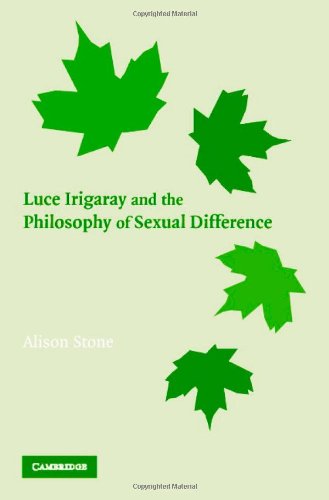 Luce Irigaray and the
Philosophy of Sexual Difference
Alison Stone
CAMBRIDGE